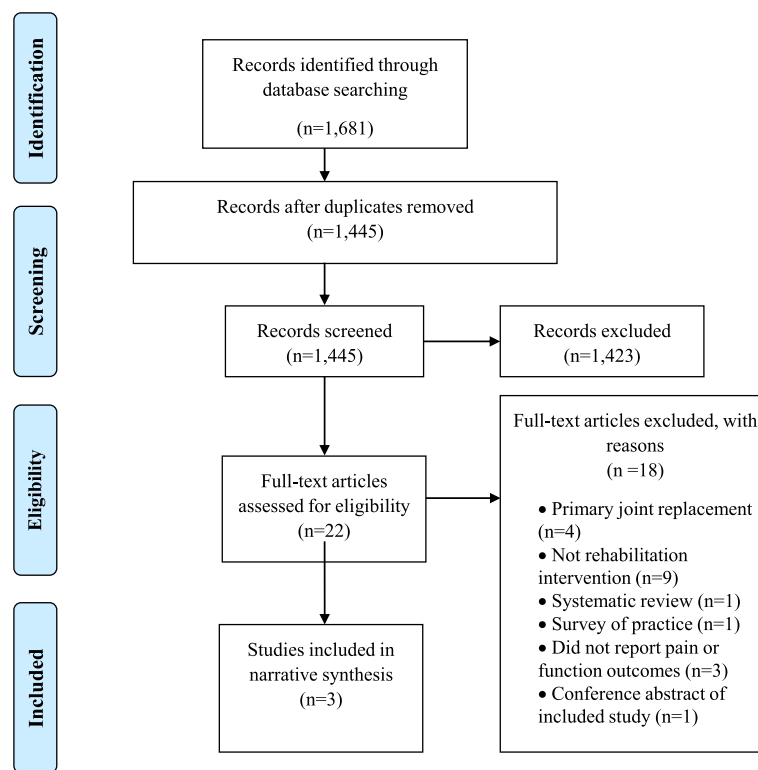 Identification
Records identified through
database searching
(n=1,681)
Records after duplicates removed
(n=1,445)
Screening
Records screened
(n=1,445)
Records excluded
(n=1,423)
Eligibility
Full-text articles
assessed for eligibility
(n=22)
Full-text articles excluded, with
reasons
(n =18)
• Primary joint replacement
(n=4)
• Not rehabilitation
intervention (n=9)
• Systematic review (n=1)
• Survey of practice (n=1)
• Did not report pain or
function outcomes (n=3)
• Conference abstract of
included study (n=1)
Included
Studies included in
narrative synthesis
(n=3)